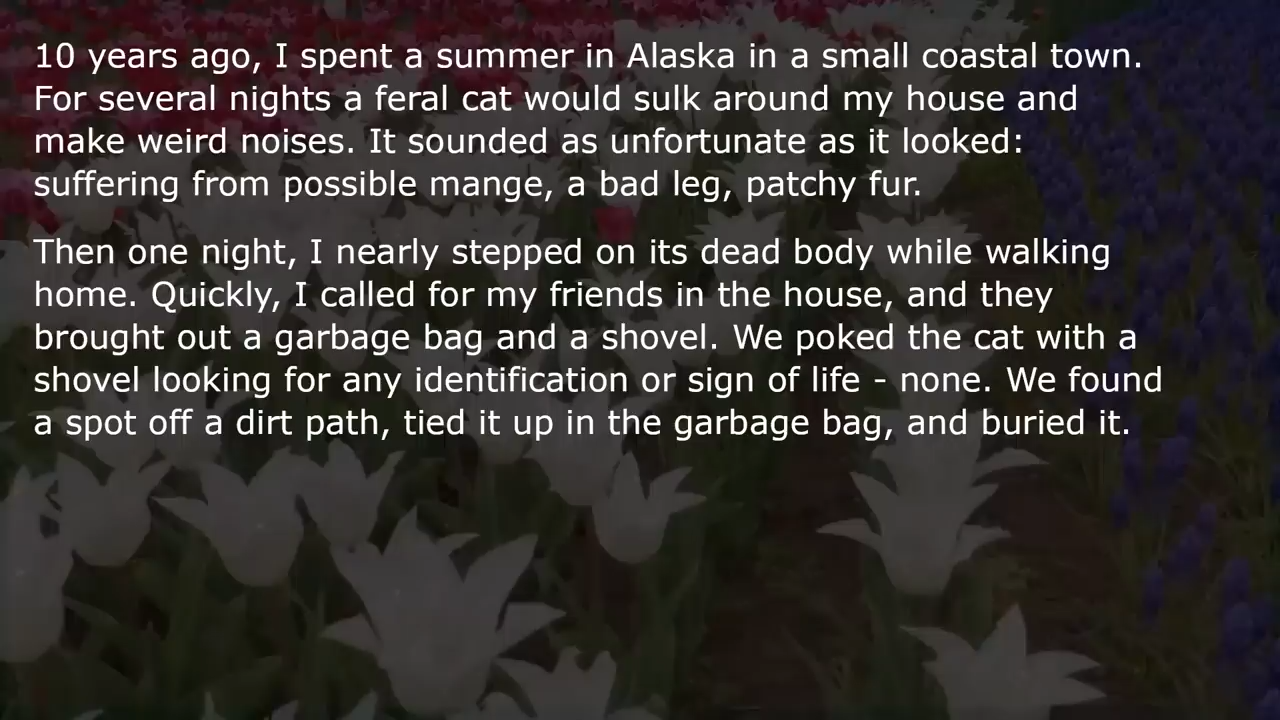 10 years ago, I spent a summer in Alaska in a small coastal town.
For several nights a feral cat would sulk around my house and
make weird noises. It sounded as unfortunate as it looked:
suffering from possible mange, a bad leg, patchy fur.
Then one night, I nearly stepped on its dead body while walking
home. Quickly, I called for my friends in the house, and they
brought out a garbage bag and a shovel. We poked the cat with a
shovel looking for any identification or sign of life - none. We found
a spot off a dirt path, tied it up in the garbage bag, and buried it.